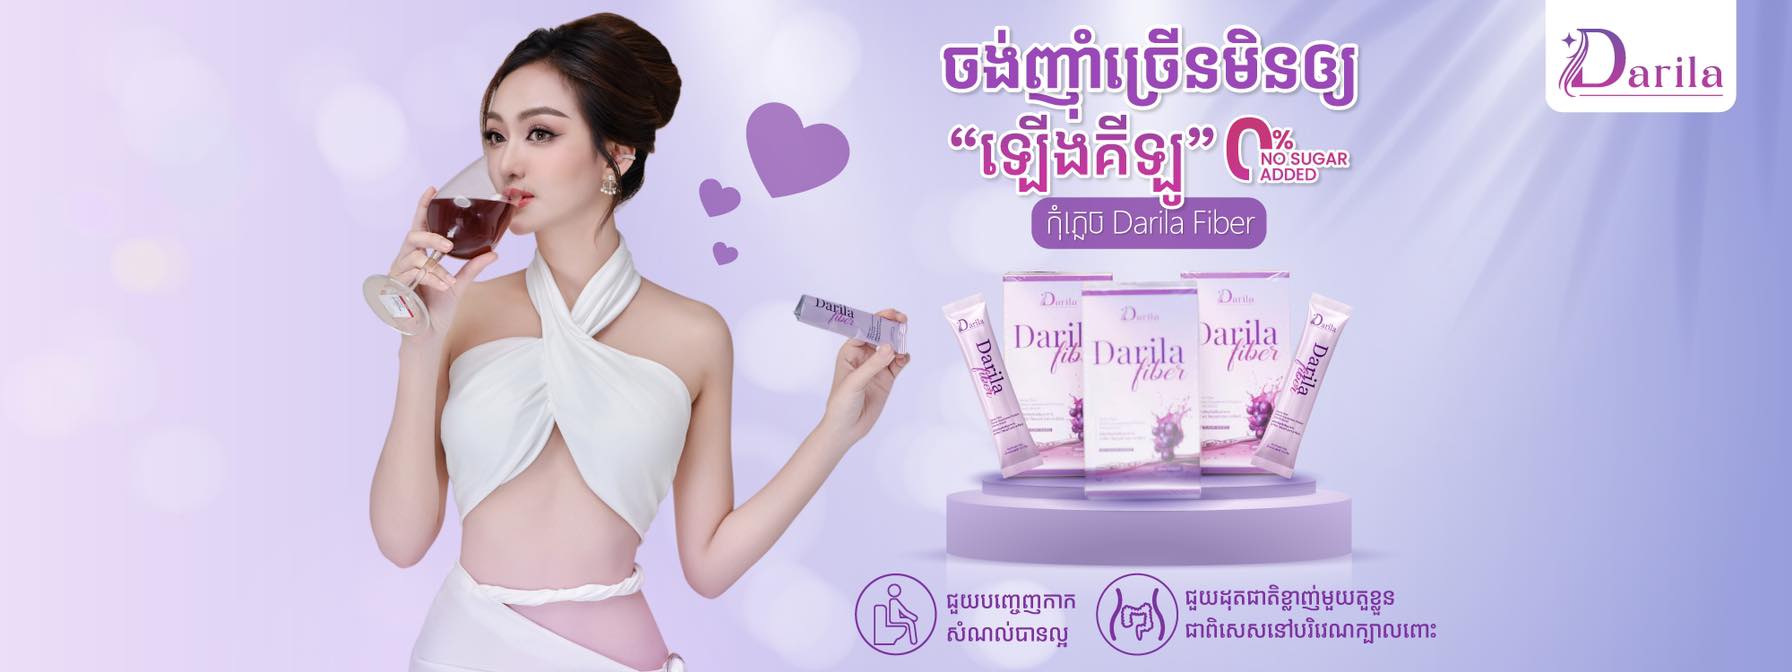 ចង់ញ៉ាំច្រើនមិនឲ្យ
“ឡើងគីឡូ” 0% NO SUGAR ADDED
កុំភ្លេច Darila Fiber
Darila
Darila fiber
Darila
Darila fiber
Darila
Darila fiber
Darila
Darila fiber
Darila
Darila fiber
Darila
Darila fiber
ជួយបញ្ចេញកាក
សំណល់បានល្អ
ជួយដុតជាតិខ្លាញ់មួយតួខ្លួន
ជាពិសេសនៅបរិវេណក្បាលពោះ